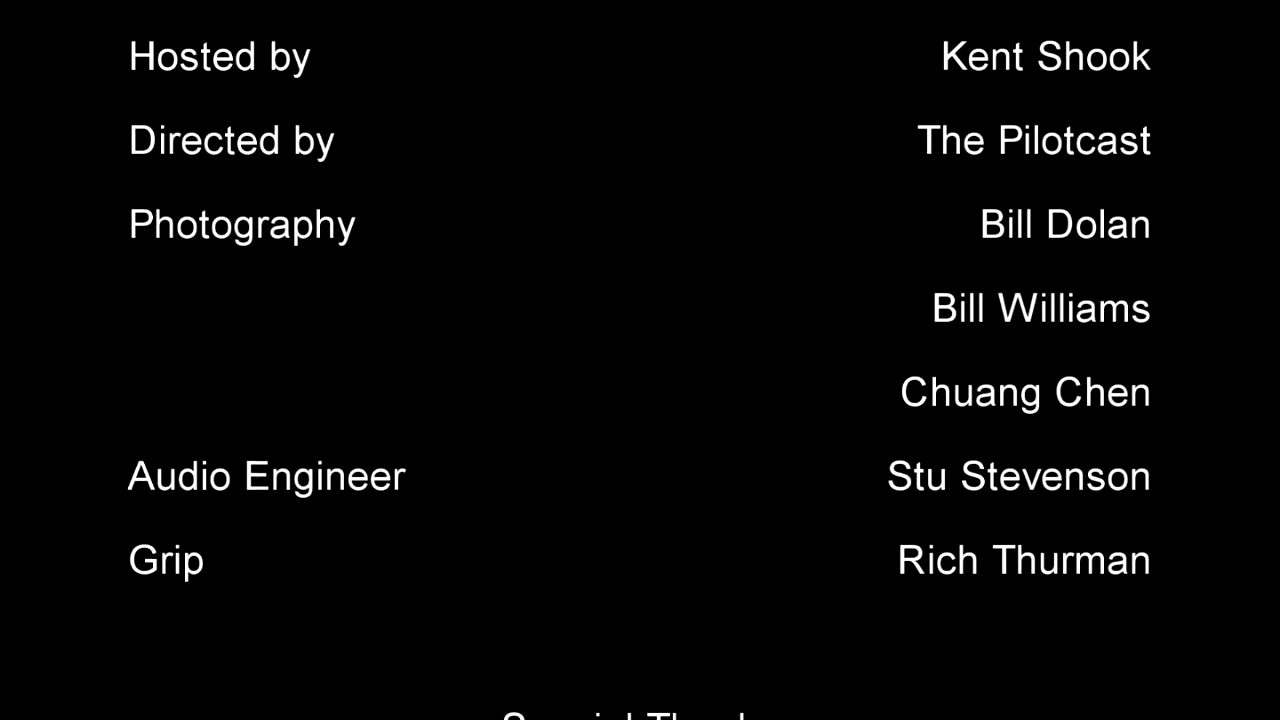 Hosted by Kent Shook
Directed by The Pilotcast
Photography Bill Dolan
Bill Williams
Chuang Chen
Audio Engineer Stu Stevenson
Grip Rich Thurman
Special